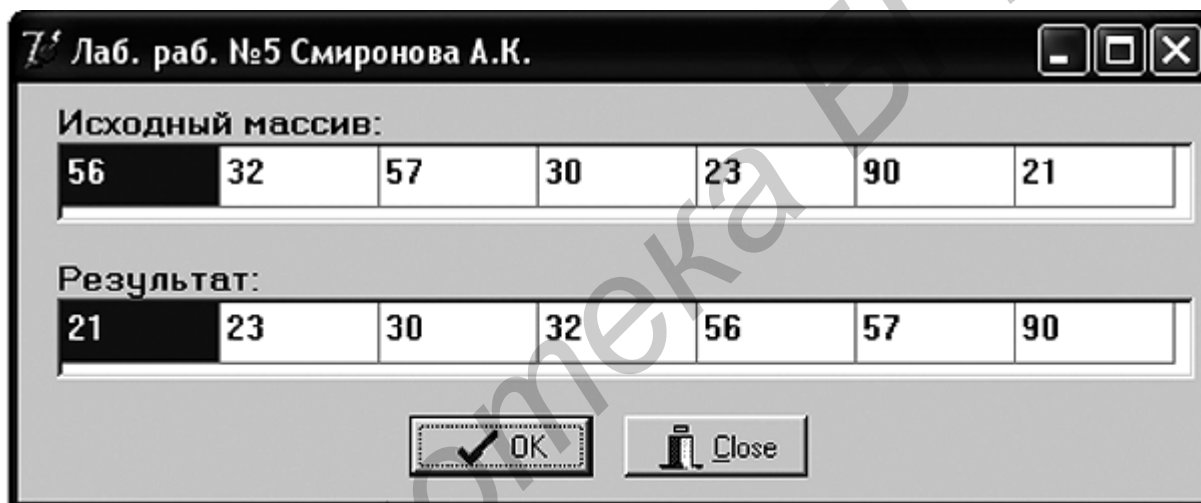 Лаб. раб. №5 Смиронова А.К.
Исходный массив:
56 32 57 30 23 90 21
Результат:
21 23 30 32 56 57 90
OK Close